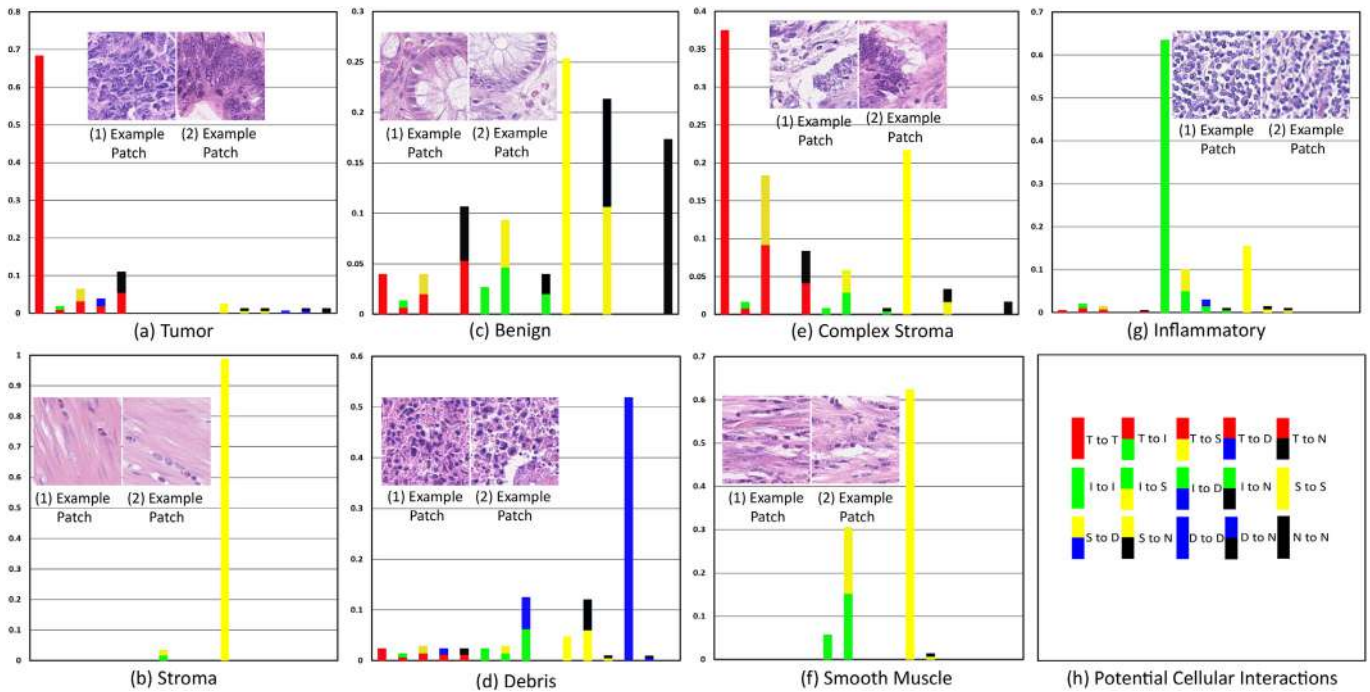 0.8
0.7
0.6
0.5
0.4
0.3
0.2
0.1
0
(1) Example
Patch
(2) Example
Patch
(a) Tumor
0.3
0.25
0.2
0.15
0.1
0.05
0
(1) Example
Patch
(2) Example
Patch
(c) Benign
0.4
0.35
0.3
0.25
0.2
0.15
0.1
0.05
0
(1) Example
Patch
(2) Example
Patch
(e) Complex Stroma
0.7
0.6
0.5
0.4
0.3
0.2
0.1
0
(1) Example
Patch
(2) Example
Patch
(g) Inflammatory
1
0.9
0.8
0.7
0.6
0.5
0.4
0.3
0.2
0.1
0
(1) Example
Patch
(2) Example
Patch
(b) Stroma
0.6
0.5
0.4
0.3
0.2
0.1
0
(1) Example
Patch
(2) Example
Patch
(d) Debris
0.7
0.6
0.5
0.4
0.3
0.2
0.1
0
(1) Example
Patch
(2) Example
Patch
(f) Smooth Muscle
T to T T to I T to S T to D T to N
I to I I to S I to D I to N S to S
S to D S to N D to D D to N N to N
(h) Potential Cellular Interactions